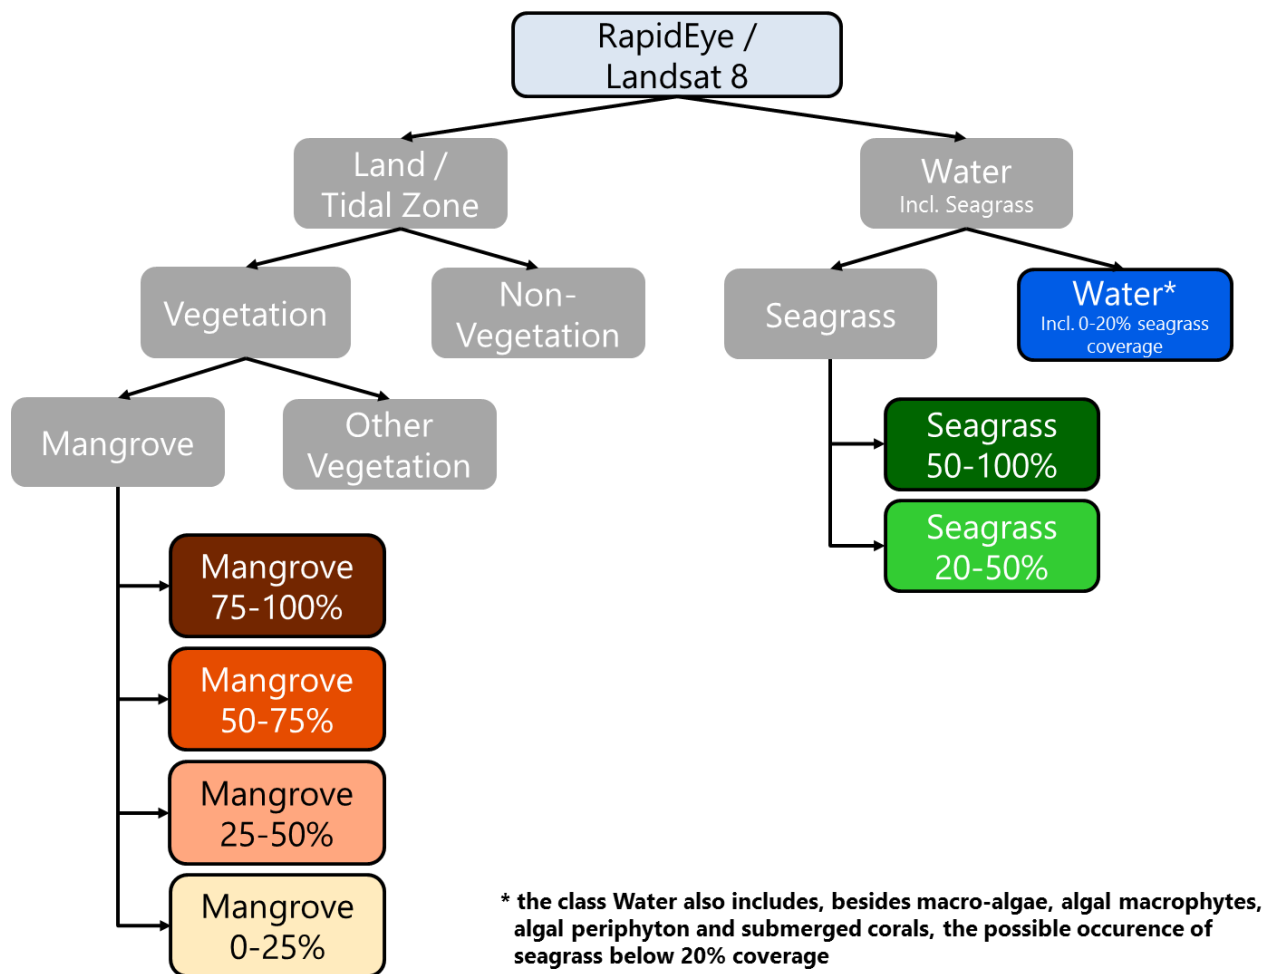 RapidEye /
Landsat 8
Land /
Tidal Zone
Water
Incl. Seagrass
Vegetation
Non-
Vegetation
Seagrass
Water*
Incl. 0-20% seagrass
coverage
Mangrove
Other
Vegetation
Seagrass
50-100%
Seagrass
20-50%
Mangrove
75-100%
Mangrove
50-75%
Mangrove
25-50%
Mangrove
0-25%
* the class Water also includes, besides macro-algae, algal macrophytes,
algal periphyton and submerged corals, the possible occurence of
seagrass below 20% coverage